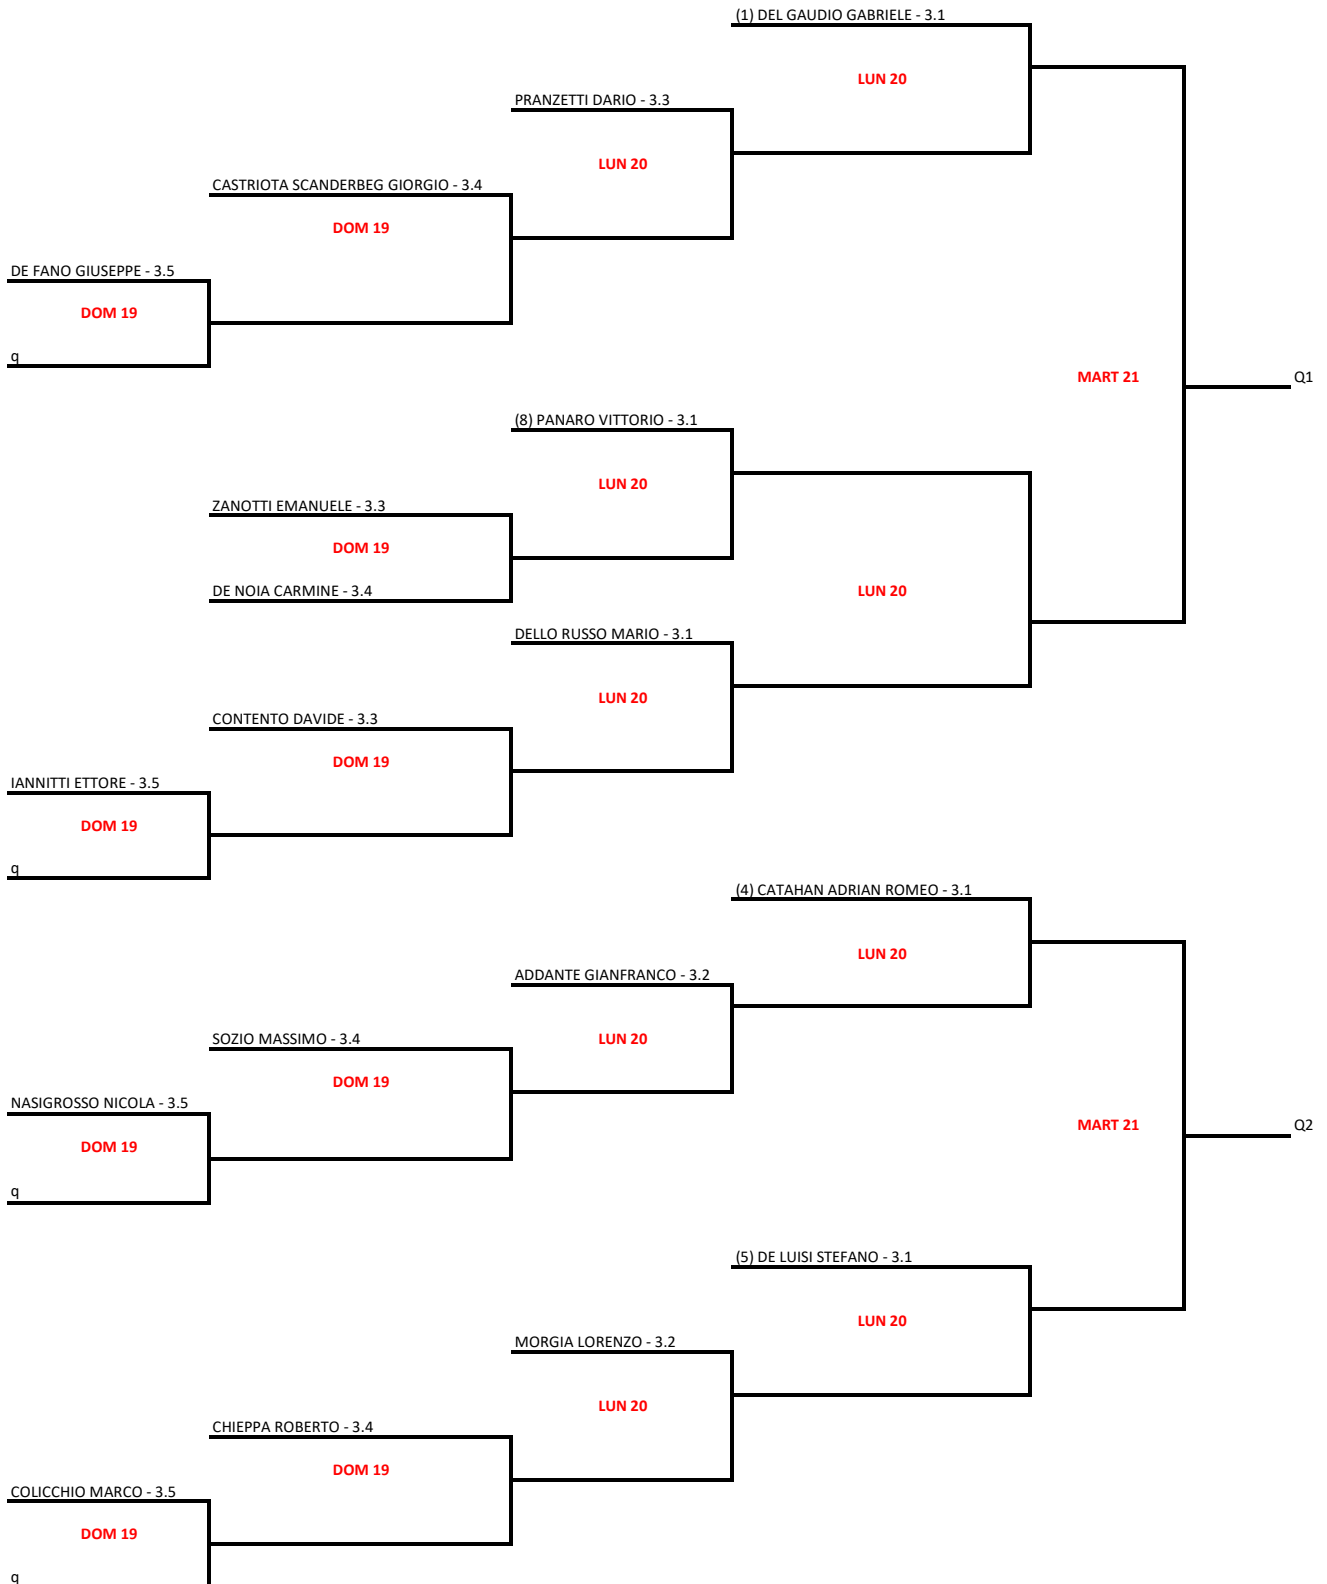 (1) DEL GAUDIO GABRIELE - 3.1
LUN 20
PRANZETTI DARIO - 3.3
LUN 20
CASTRIOTA SCANDERBEG GIORGIO - 3.4
DOM 19
DE FANO GIUSEPPE - 3.5
DOM 19
q
MART 21
Q1
(8) PANARO VITTORIO - 3.1
LUN 20
ZANOTTI EMANUELE - 3.3
DOM 19
DE NOIA CARMINE - 3.4
LUN 20
DELLO RUSSO MARIO - 3.1
LUN 20
CONTENTO DAVIDE - 3.3
DOM 19
IANNITTI ETTORE - 3.5
DOM 19
q
(4) CATAHAN ADRIAN ROMEO - 3.1
LUN 20
ADDANTE GIANFRANCO - 3.2
LUN 20
SOZIO MASSIMO - 3.4
DOM 19
NASIGROSSO NICOLA - 3.5
DOM 19
q
MART 21
Q2
(5) DE LUISI STEFANO - 3.1
LUN 20
MORGIA LORENZO - 3.2
LUN 20
CHIEPPA ROBERTO - 3.4
DOM 19
COLICCHIO MARCO - 3.5
DOM 19
q